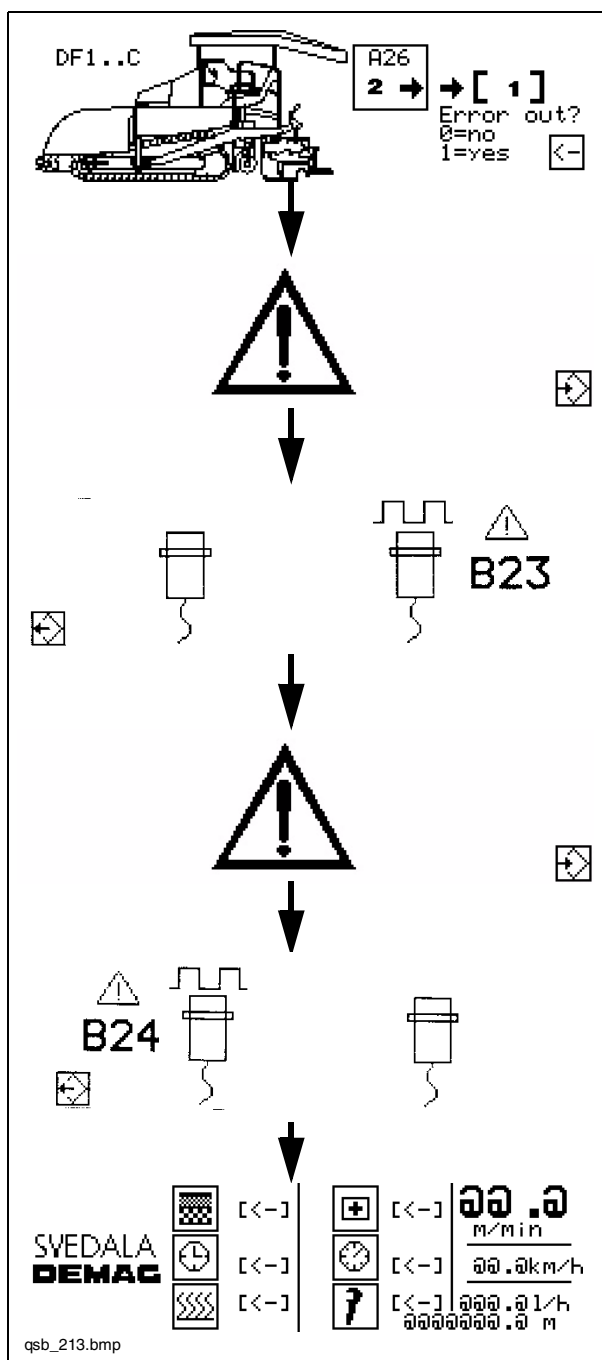 DF1..C
A26
2 → → [ 1 ]
Error out?
0=no
1=yes
<-
B23
B24
SVEDALA
DEMAG
[<-] [<-] @@.@
m/min
[<-] [<-] @@.@km/h
[<-] [<-] @@@.@l/h
@@@@@@@.@ m
qsb_213.bmp